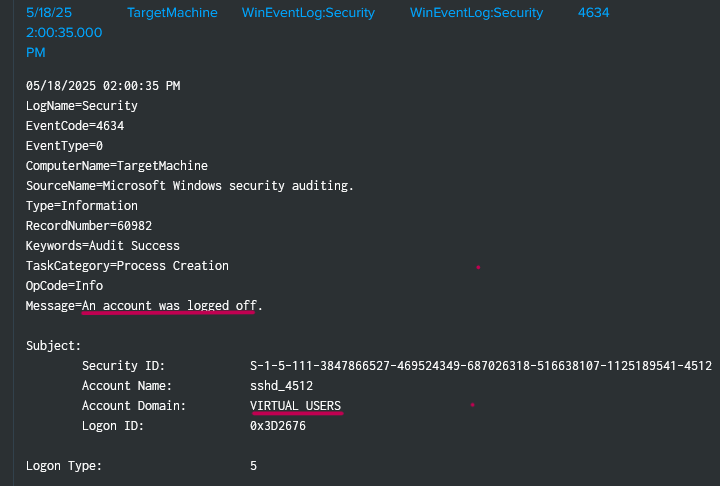 5/18/25 TargetMachine WinEventLog:Security WinEventLog:Security 4634
2:00:35.000
PM
05/18/2025 02:00:35 PM
LogName=Security
EventCode=4634
EventType=0
ComputerName=TargetMachine
SourceName=Microsoft Windows security auditing.
Type=Information
RecordNumber=60982
Keywords=Audit Success
TaskCategory=Process Creation
OpCode=Info
Message=An account was logged off.
Subject:
Security ID: S-1-5-111-3847866527-469524349-687026318-516638107-1125189541-4512
Account Name: sshd_4512
Account Domain: VIRTUAL USERS
Logon ID: 0x3D2676
Logon Type: 5